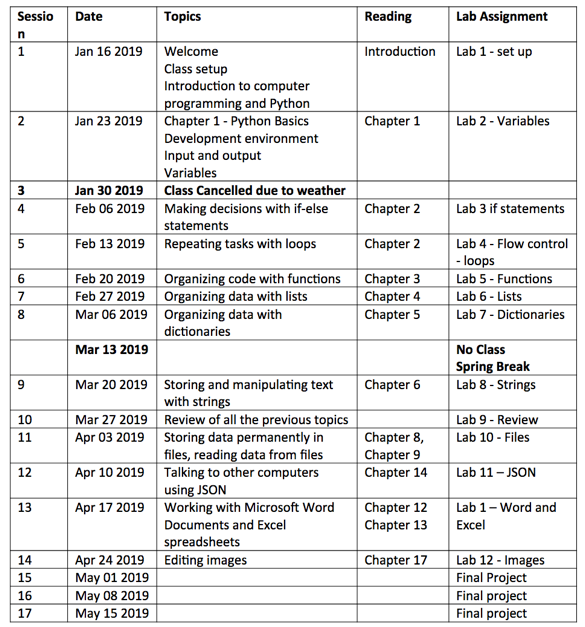 Sessio Date Topics Reading Lab Assignment
n
1 Jan 16 2019 Welcome Introduction Lab 1 - set up
Class setup
Introduction to computer
programming and Python
2 Jan 23 2019 Chapter 1 - Python Basics Chapter 1 Lab 2 - Variables
Development environment
Input and output
Variables
3 Jan 30 2019 Class Cancelled due to weather
4 Feb 06 2019 Making decisions with if-else Chapter 2 Lab 3 if statements
statements
5 Feb 13 2019 Repeating tasks with loops Chapter 2 Lab 4 - Flow control
- loops
6 Feb 20 2019 Organizing code with functions Chapter 3 Lab 5 - Functions
7 Feb 27 2019 Organizing data with lists Chapter 4 Lab 6 - Lists
8 Mar 06 2019 Organizing data with Chapter 5 Lab 7 - Dictionaries
dictionaries
Mar 13 2019 No Class
Spring Break
9 Mar 20 2019 Storing and manipulating text Chapter 6 Lab 8 - Strings
with strings
10 Mar 27 2019 Review of all the previous topics Lab 9 - Review
11 Apr 03 2019 Storing data permanently in Chapter 8, Lab 10 - Files
files, reading data from files Chapter 9
12 Apr 10 2019 Talking to other computers Chapter 14 Lab 11 – JSON
using JSON
13 Apr 17 2019 Working with Microsoft Word Chapter 12 Lab 1 – Word and
Documents and Excel Chapter 13 Excel
spreadsheets
14 Apr 24 2019 Editing images Chapter 17 Lab 12 - Images
15 May 01 2019 Final Project
16 May 08 2019 Final project
17 May 15 2019 Final project